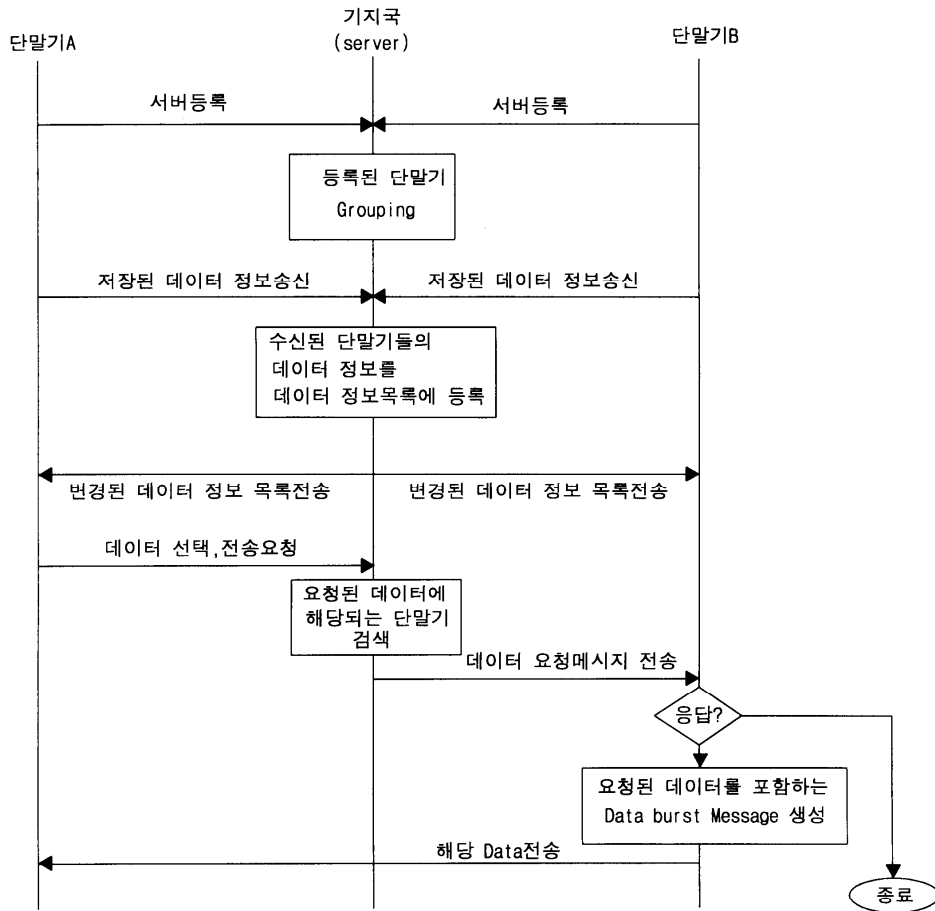 단말기A
기지국
(server)
단말기B
서버등록
서버등록
등록된 단말기
Grouping
저장된 데이터 정보송신
저장된 데이터 정보송신
수신된 단말기들의
데이터 정보를
데이터 정보목록에 등록
변경된 데이터 정보 목록전송
변경된 데이터 정보 목록전송
데이터 선택,전송요청
요청된 데이터에
해당되는 단말기
검색
데이터 요청메시지 전송
응답?
요청된 데이터를 포함하는
Data burst Message 생성
해당 Data전송
종료